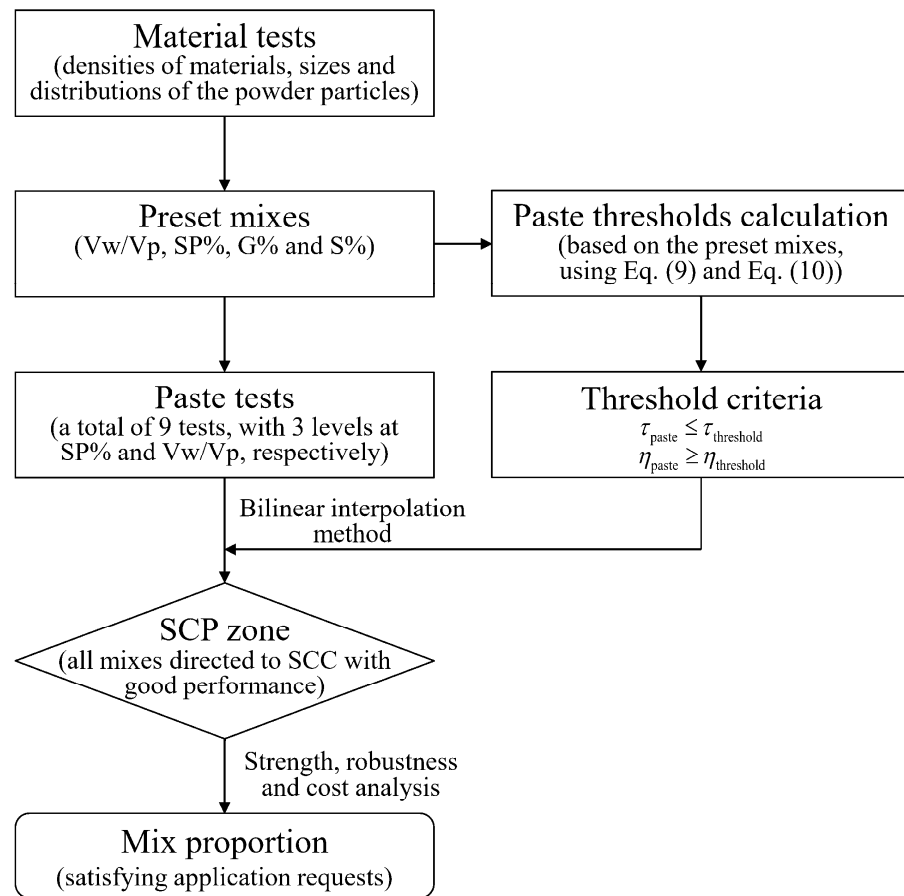 Material tests
(densities of materials, sizes and
distributions of the powder particles)
Preset mixes
(Vw/Vp, SP%, G% and S%)
Paste thresholds calculation
(based on the preset mixes,
using Eq. (9) and Eq. (10))
Paste tests
(a total of 9 tests, with 3 levels at
SP% and Vw/Vp, respectively)
Threshold criteria
τpaste ≤ τthreshold
ηpaste ≥ ηthreshold
Bilinear interpolation
method
SCP zone
(all mixes directed to SCC with
good performance)
Strength, robustness
and cost analysis
Mix proportion
(satisfying application requests)